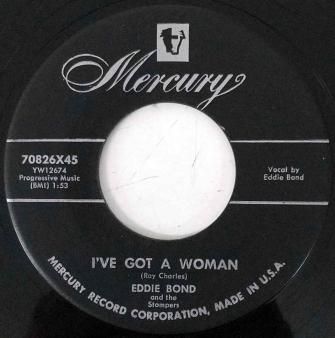 Mercury
70826X45
YW12674
Progressive Music
(BMI) 1:53
Vocal by
Eddie Bond
I'VE GOT A WOMAN
(Ray Charles)
EDDIE BOND
and the
Stompers
MERCURY RECORD CORPORATION, MADE IN U.S.A.